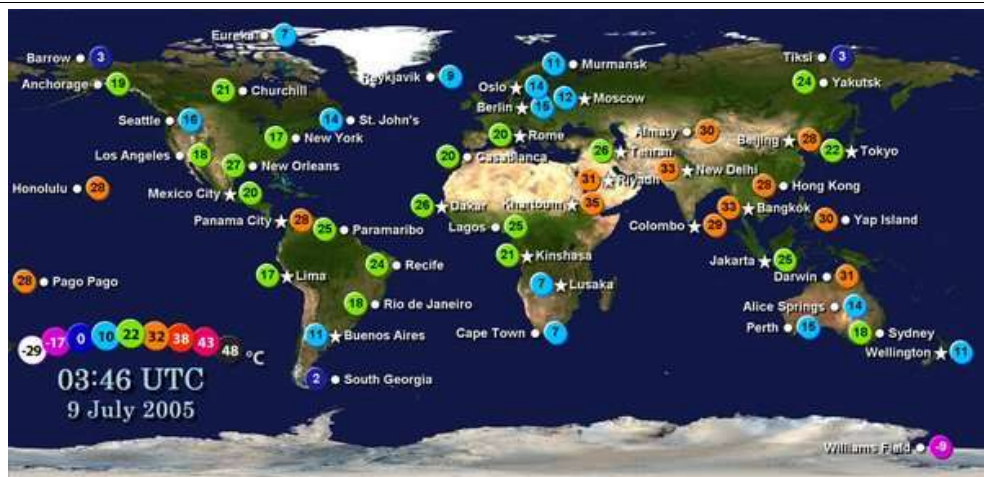 Eureka 7
Barrow 3
Tiksi 3
Murmansk 11
Reykjavik 9
Anchorage 19
Churchill 21
Oslo 14
Yakutsk 24
Moscow 12
Berlin 15
Seattle 16
St. John's 14
New York 17
Rome 20
Almaty 30
Beijing 28
Tokyo 22
Los Angeles 18
New Orleans 27
Casablanca 20
Tehran 26
New Delhi 33
Honolulu 28
Mexico City 20
Riyadh 31
Hong Kong 28
Dakar 26
Khartoum 35
Bangkok 33
Panama City 28
Paramaribo 25
Lagos 25
Colombo 29
Yap Island 30
Kinshasa 21
Jakarta 25
Recife 24
Lima 17
Pago Pago 28
Lusaka 7
Darwin 31
Rio de Janeiro 18
Alice Springs 14
Buenos Aires 11
Cape Town 7
Perth 15
Sydney 18
Wellington 11
-29 -17 0 10 22 32 38 43 48 °C
03:46 UTC
9 July 2005
South Georgia 2
Williams Field -9